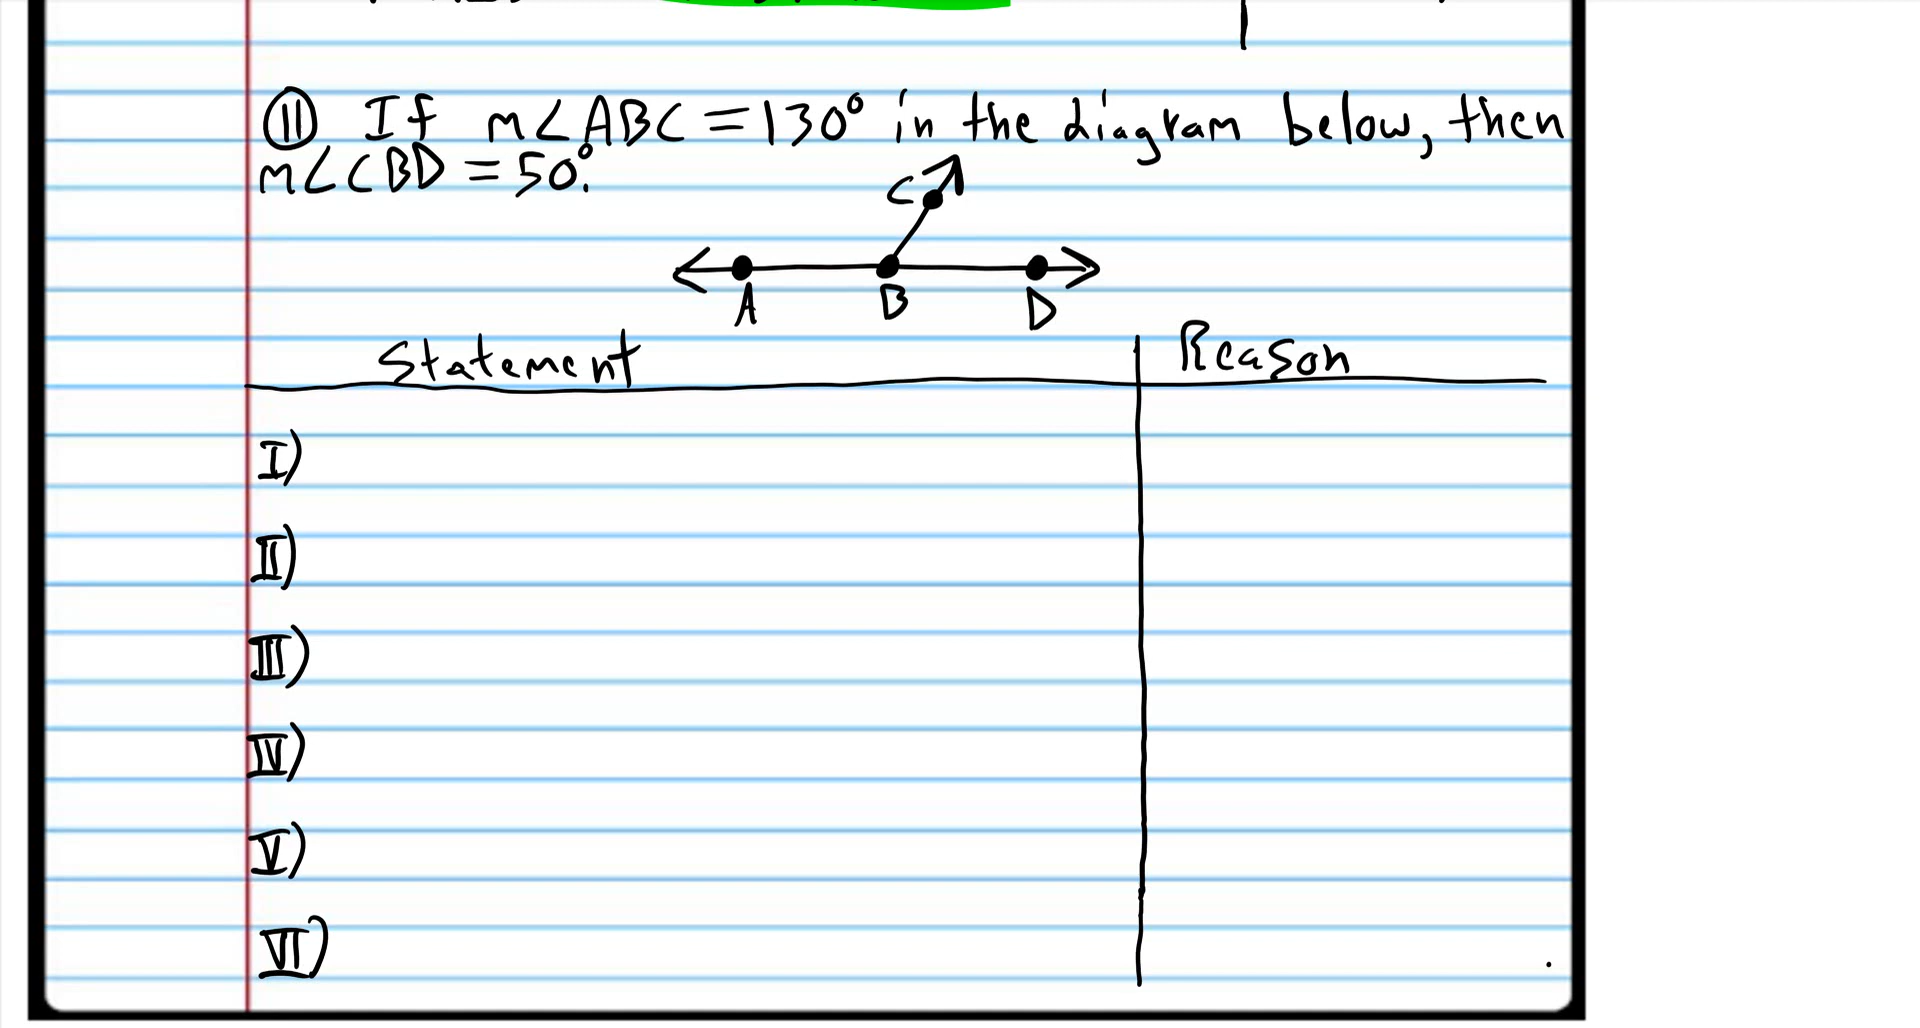 ⑪ If m∠ABC = 130° in the diagram below, then
m∠CBD = 50°.
C
A B D
Statement Reason
I)
II)
III)
IV)
V)
VI)